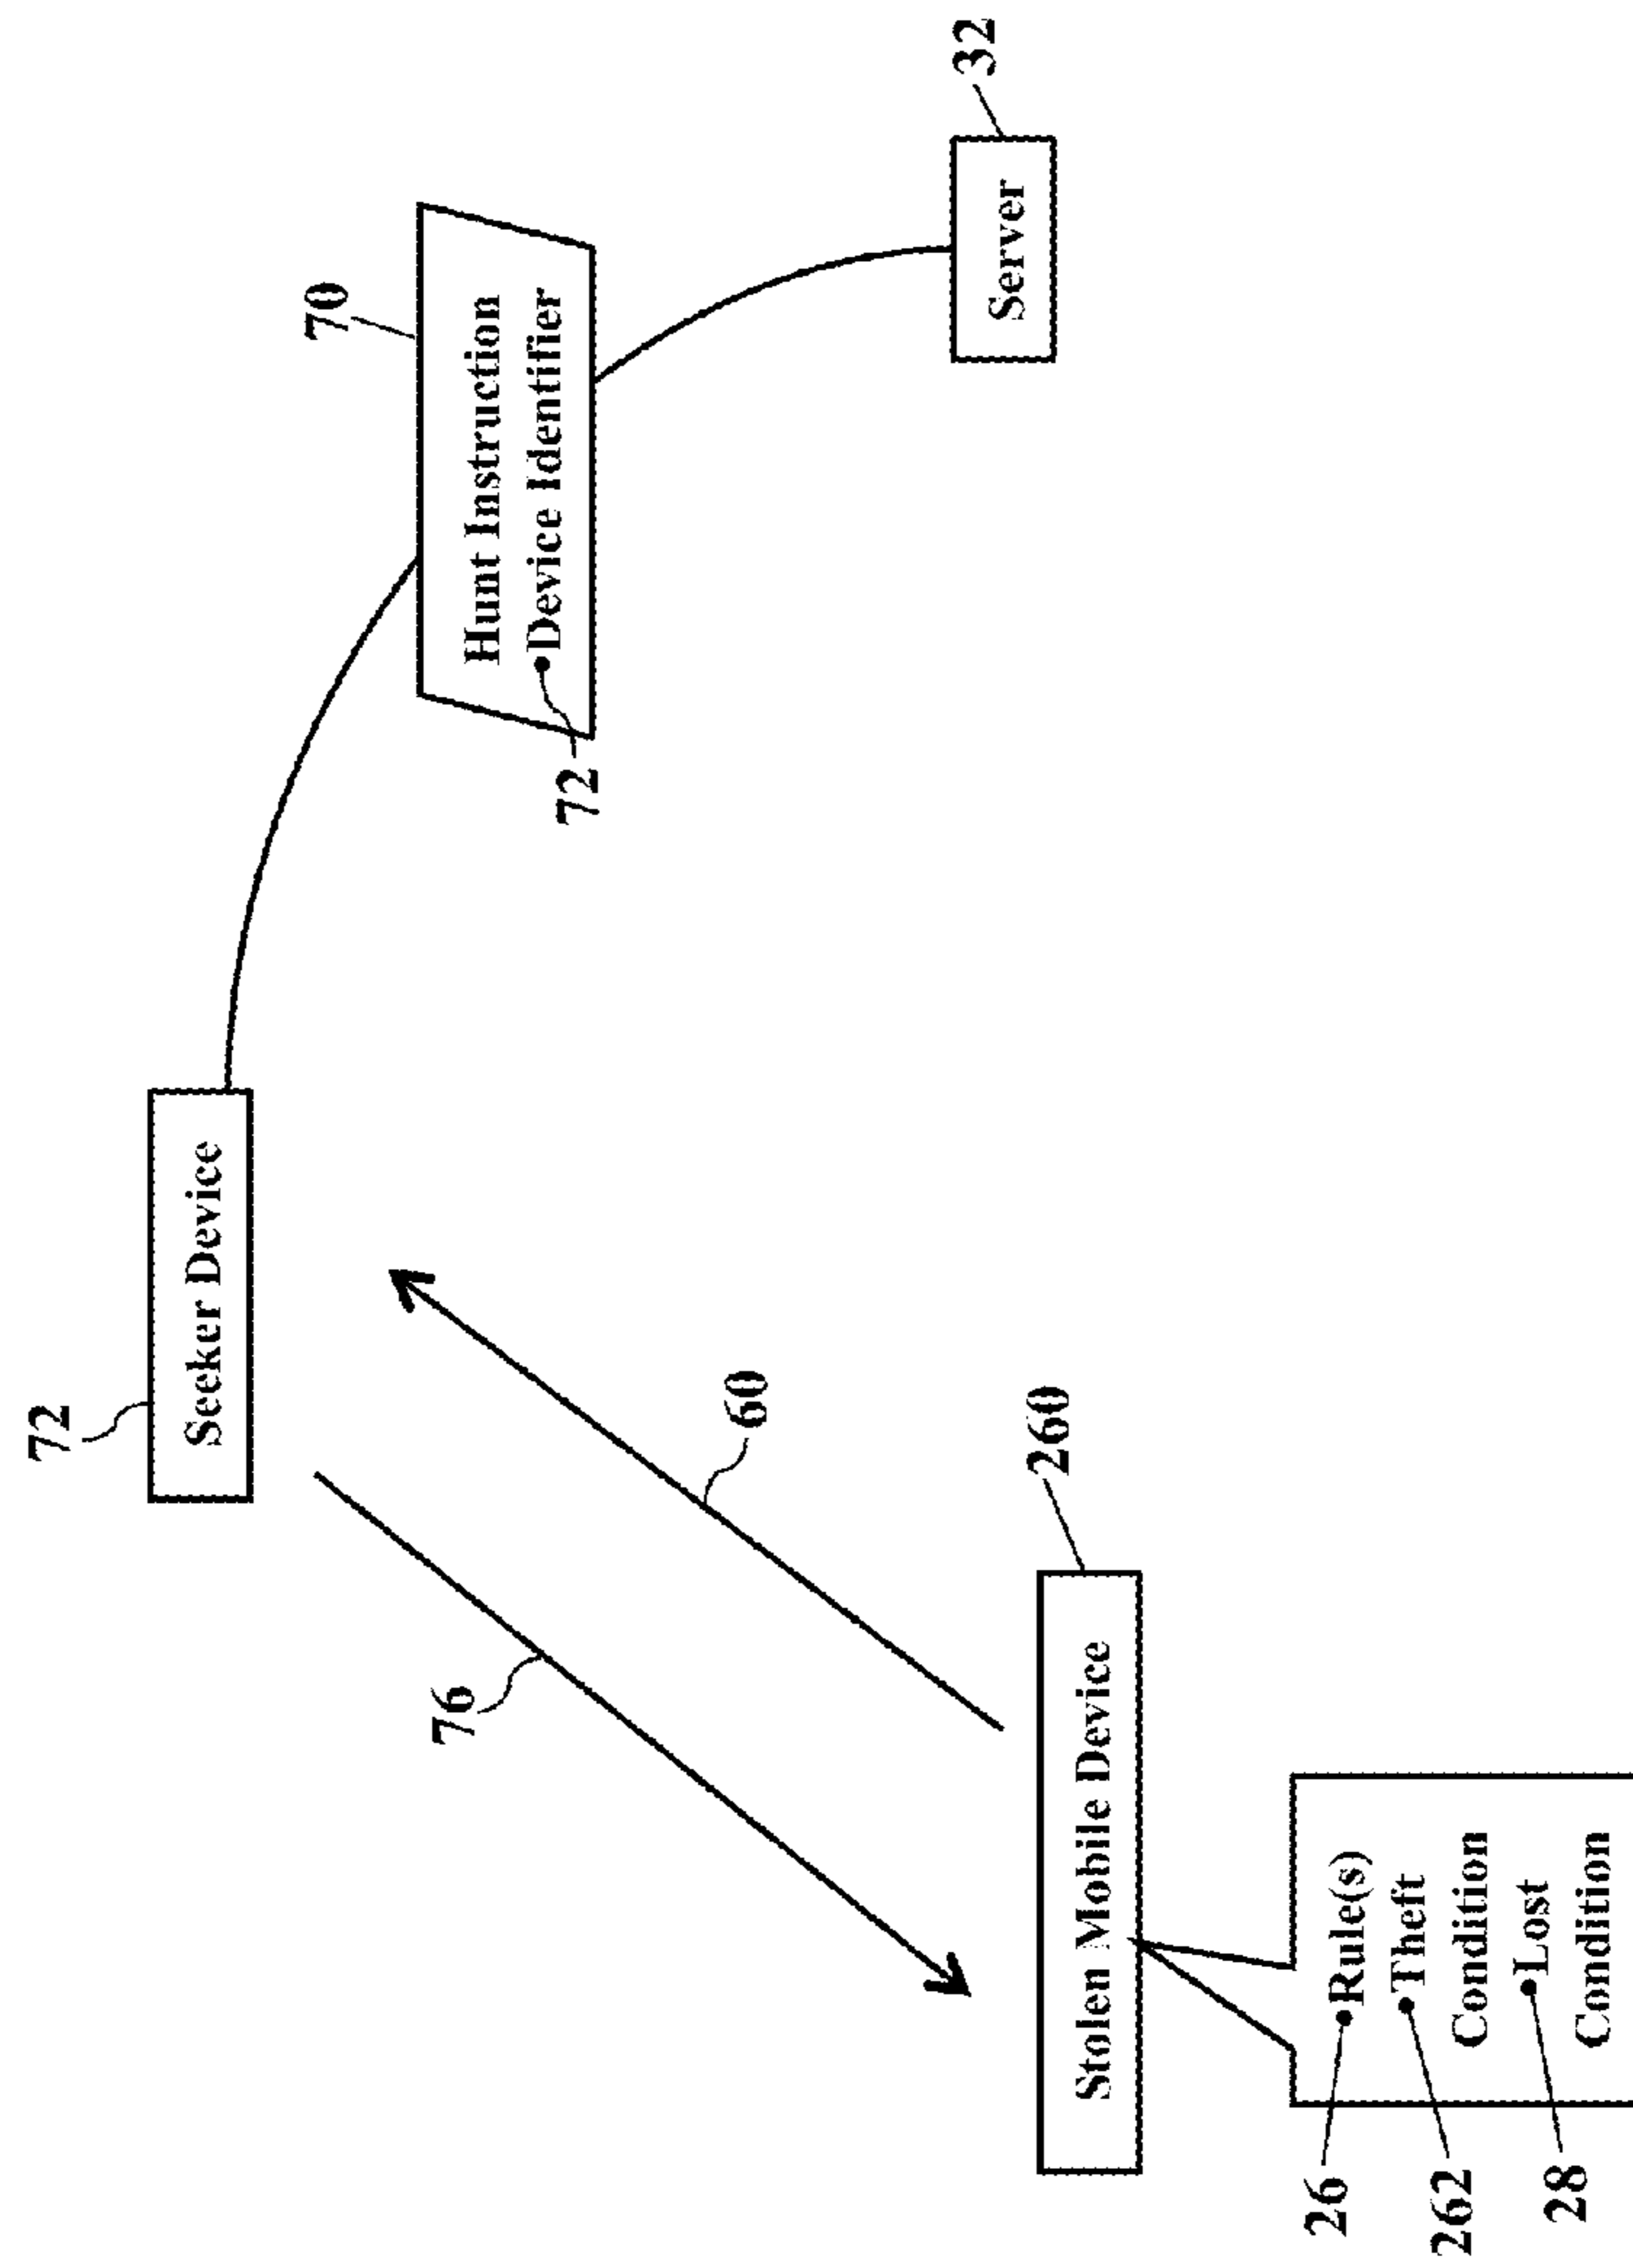 72
Seeker Device
70
Hunt Instruction
•Device Identifier
72
32
Server
76
60
260
Stolen Mobile Device
26
•Rule(s)
262
•Theft
Condition
28
•Lost
Condition